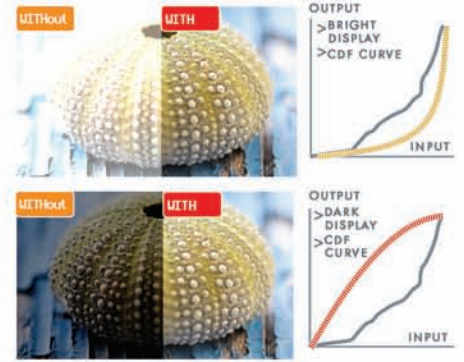 WITHout
WITH
OUTPUT
>BRIGHT
DISPLAY
>CDF CURVE
INPUT
WITHout
WITH
OUTPUT
>DARK
DISPLAY
>CDF
CURVE
INPUT